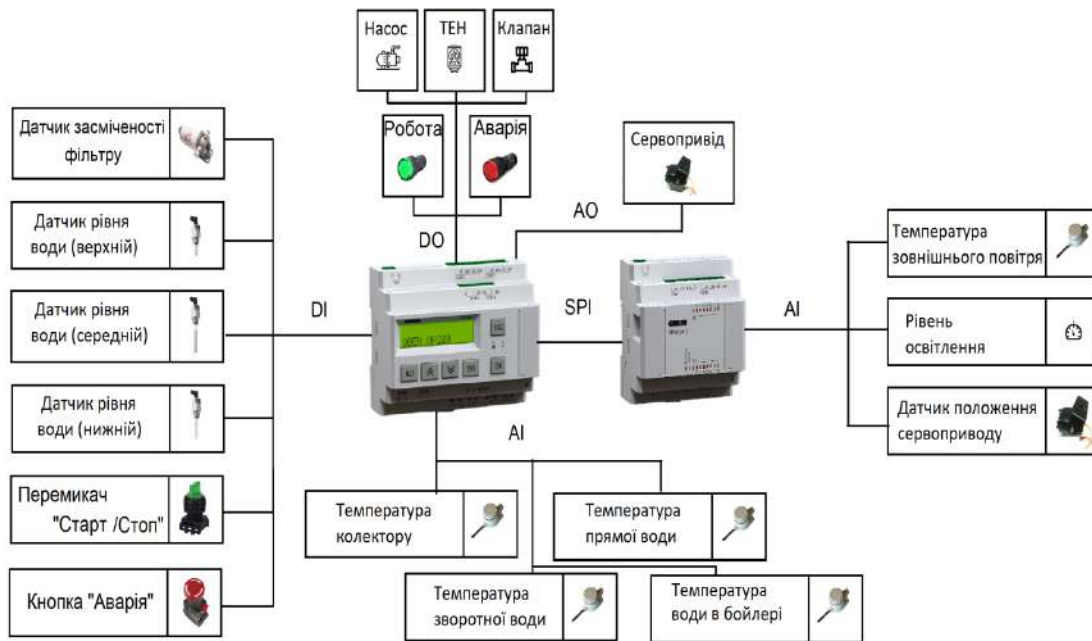 Насос
ТЕН
Клапан
Робота
Аварія
Сервопривід
Датчик засміченості
фільтру
Датчик рівня
води (верхній)
Датчик рівня
води (середній)
Датчик рівня
води (нижній)
Перемикач
"Старт /Стоп"
Кнопка "Аварія"
DI
DO
AO
SPI
AI
AI
Температура
зовнішнього повітря
Рівень
освітлення
Датчик положення
сервоприводу
Температура
колектору
Температура
прямої води
Температура
зворотної води
Температура
води в бойлері